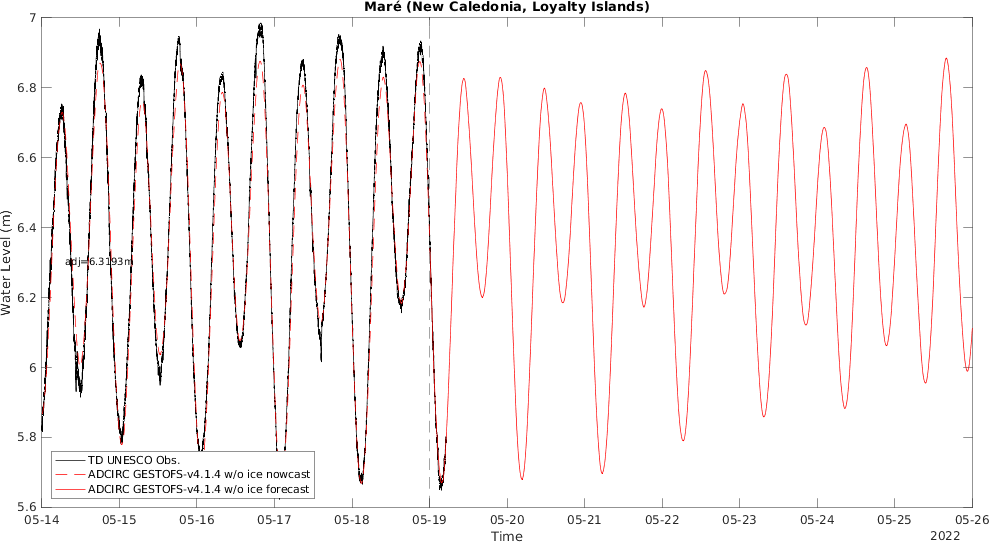 Maré (New Caledonia, Loyalty Islands)
7
6.8
6.6
6.4
6.2
6
5.8
5.6
Water Level (m)
adj=6.3193m
TD UNESCO Obs.
ADCIRC GESTOFS-v4.1.4 w/o ice nowcast
ADCIRC GESTOFS-v4.1.4 w/o ice forecast
05-14 05-15 05-16 05-17 05-18 05-19 05-20 05-21 05-22 05-23 05-24 05-25 05-26
Time
2022